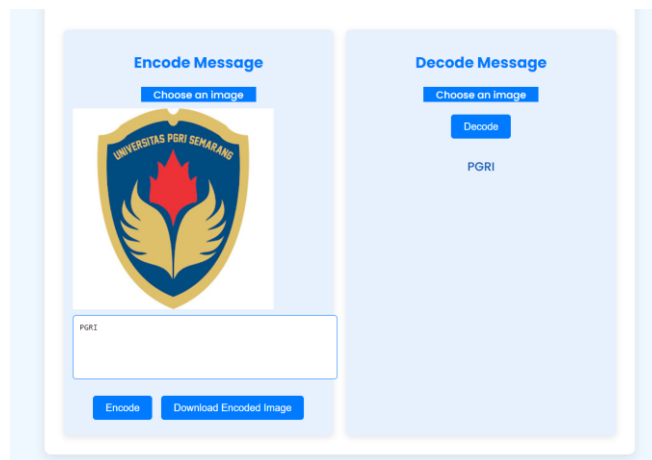 Encode Message
Choose an image
UNIVERSITAS PGRI SEMARANG
PGRI
Encode
Download Encoded Image
Decode Message
Choose an image
Decode
PGRI